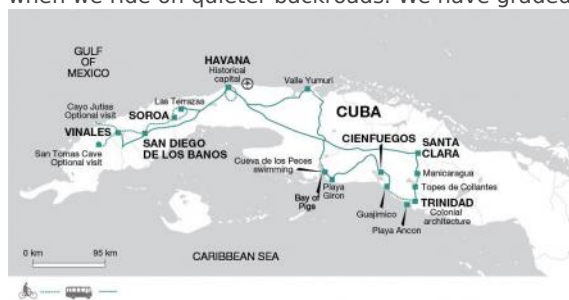 when we ride on quieter backroads. We have graded
GULF
OF
MEXICO
HAVANA
Historical
capital
Valle Yumuri
Las Terrazas
Cayo Jutias
Optional visit
SOROA
CUBA
VINALES
SAN DIEGO
DE LOS BANOS
CIENFUEGOS
SANTA
CLARA
San Tomas Cave
Optional visit
Cueva de los Peces
swimming
Manicaragua
Topes de Collantes
Playa
Giron
Bay of
Pigs
TRINIDAD
Colonial
architecture
Guajimico
Playa Ancon
0 km
95 km
CARIBBEAN SEA